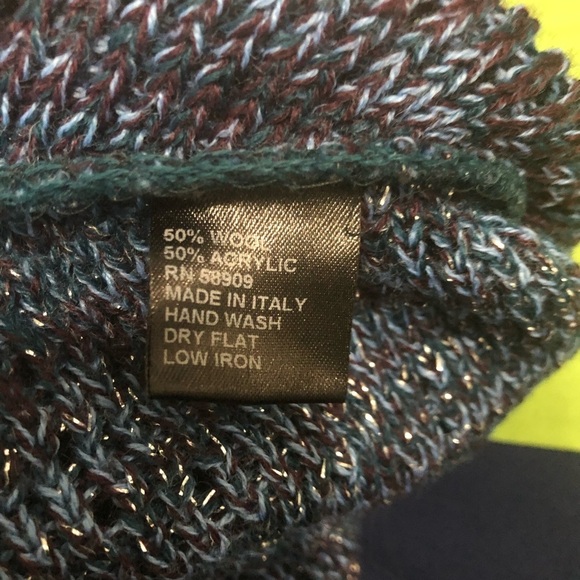 50% WOOL
50% ACRYLIC
RN 58909
MADE IN ITALY
HAND WASH
DRY FLAT
LOW IRON